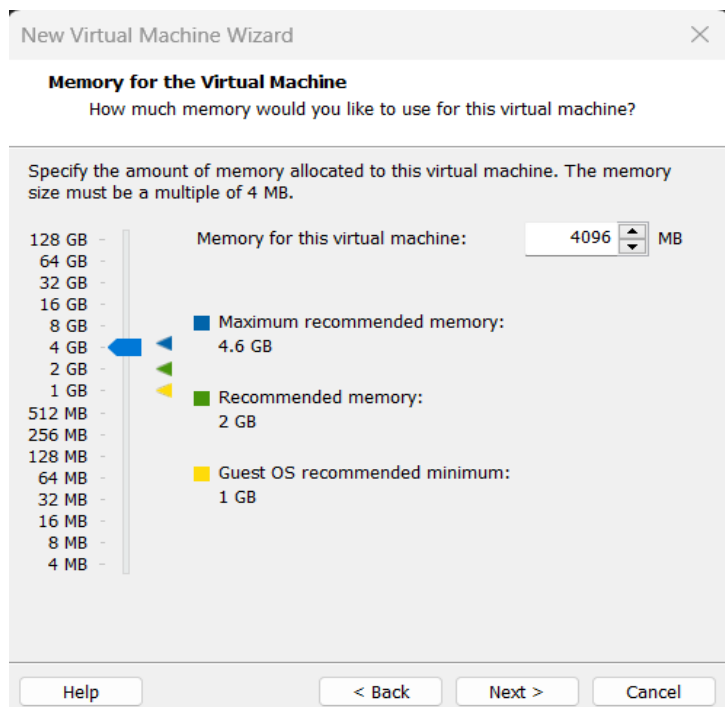 New Virtual Machine Wizard
Memory for the Virtual Machine
How much memory would you like to use for this virtual machine?
Specify the amount of memory allocated to this virtual machine. The memory
size must be a multiple of 4 MB.
128 GB
64 GB
32 GB
16 GB
8 GB
4 GB
2 GB
1 GB
512 MB
256 MB
128 MB
64 MB
32 MB
16 MB
8 MB
4 MB
Memory for this virtual machine: 4096 MB
Maximum recommended memory:
4.6 GB
Recommended memory:
2 GB
Guest OS recommended minimum:
1 GB
Help < Back Next > Cancel